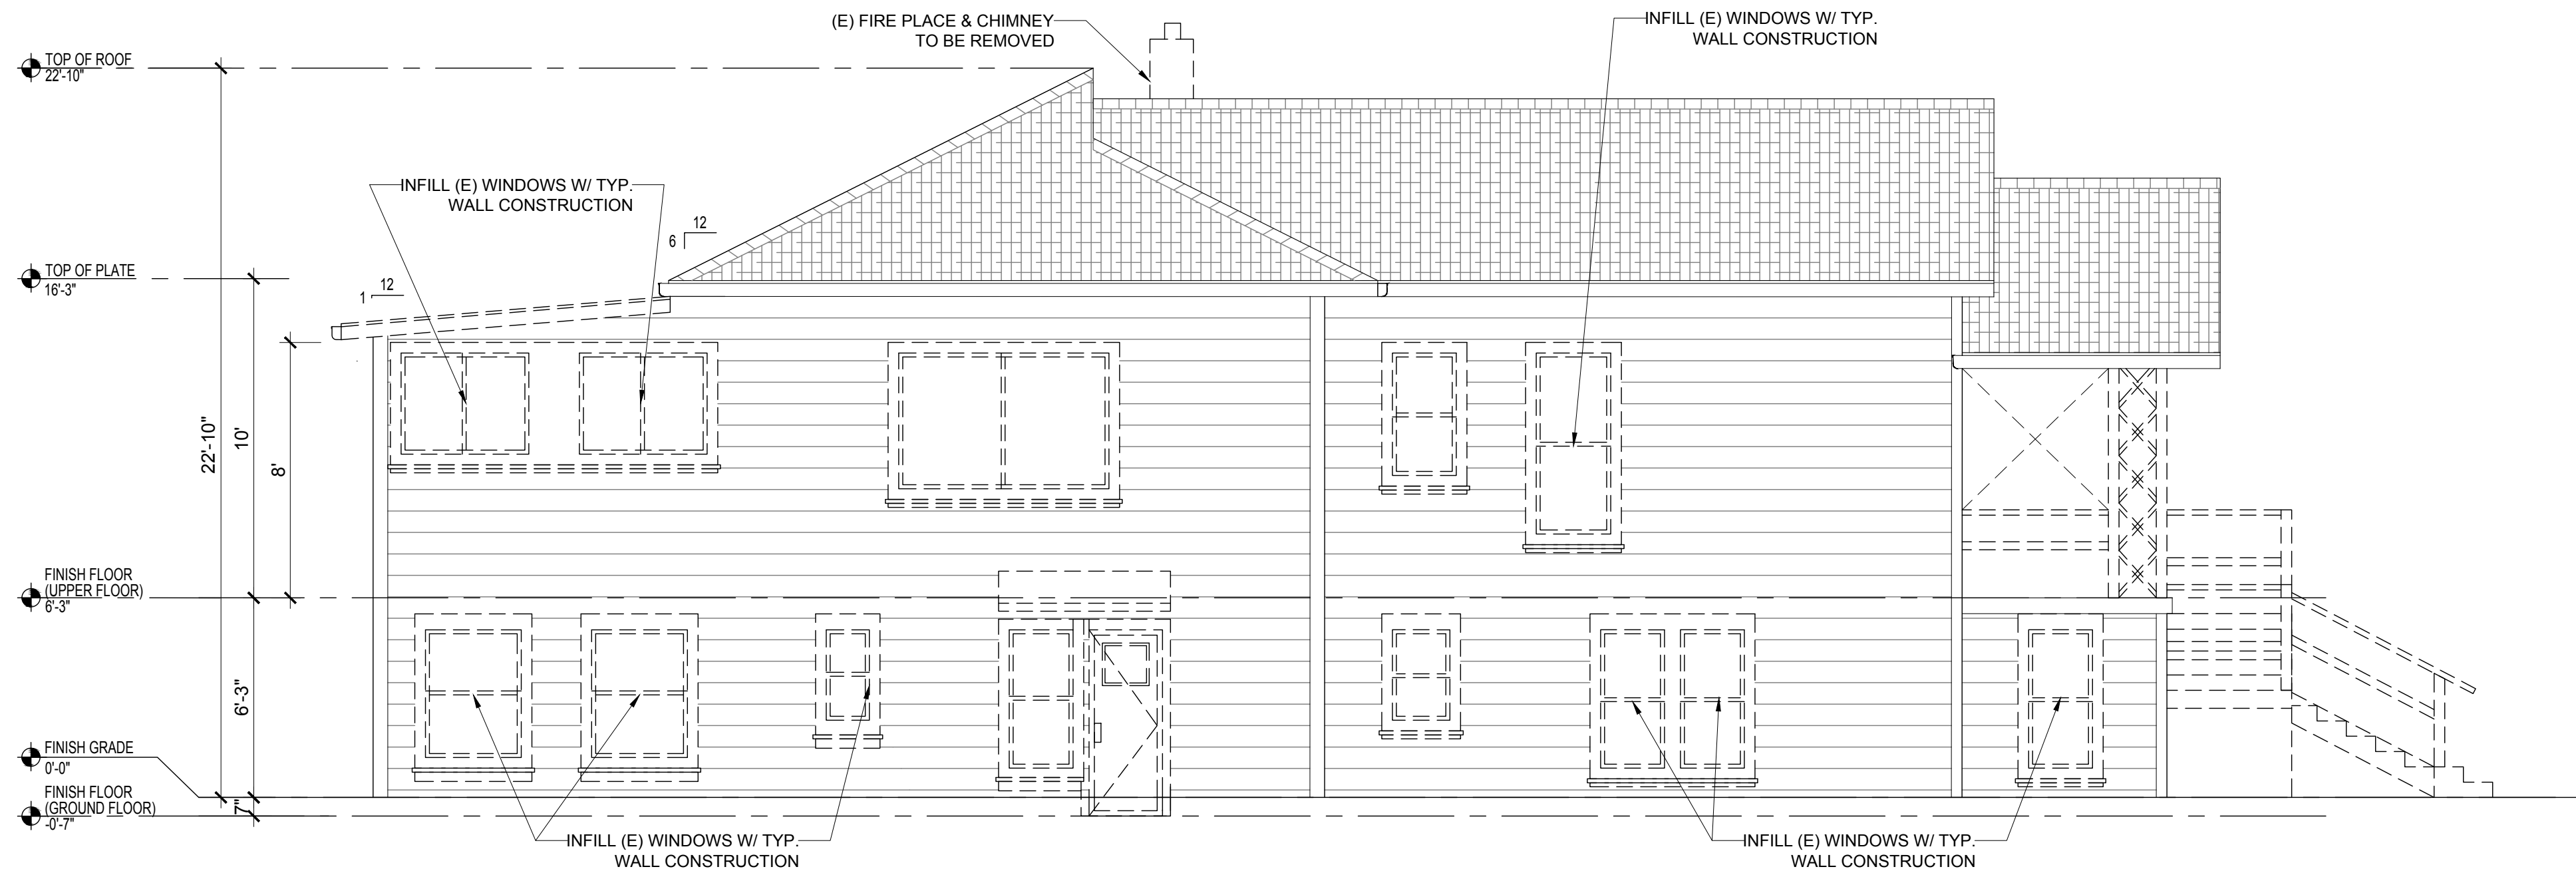 (E) FIRE PLACE & CHIMNEY
TO BE REMOVED
INFILL (E) WINDOWS W/ TYP.
WALL CONSTRUCTION
TOP OF ROOF
22'-10"
INFILL (E) WINDOWS W/ TYP.
WALL CONSTRUCTION
12
6
TOP OF PLATE
16'-3"
12
1
22'-10"
10'
8'
FINISH FLOOR
(UPPER FLOOR)
6'-3"
6'-3"
FINISH GRADE
0'-0"
FINISH FLOOR
(GROUND FLOOR)
-0'-7"
7"
INFILL (E) WINDOWS W/ TYP.
WALL CONSTRUCTION
INFILL (E) WINDOWS W/ TYP.
WALL CONSTRUCTION